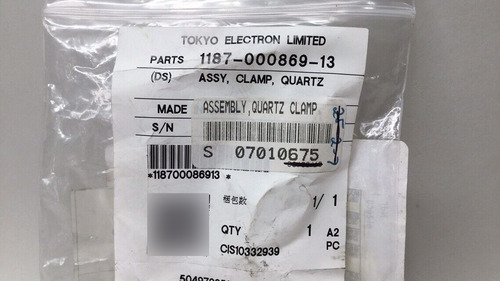 TOKYO ELECTRON LIMITED
PARTS 1187-000869-13
(DS) ASSY, CLAMP, QUARTZ
MADE ASSEMBLY,QUARTZ CLAMP
S/N
S 07010675
*118700086913 *
梱包数 1/ 1
QTY 1 A2
CIS10332939 PC